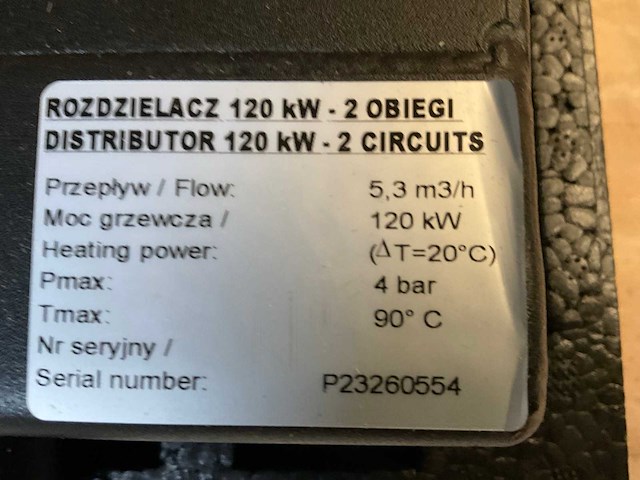 ROZDZIELACZ 120 kW - 2 OBIEGI
DISTRIBUTOR 120 kW - 2 CIRCUITS
Przepływ / Flow: 5,3 m3/h
Moc grzewcza / 120 kW
Heating power: (ΔT=20°C)
Pmax: 4 bar
Tmax: 90° C
Nr seryjny /
Serial number: P23260554